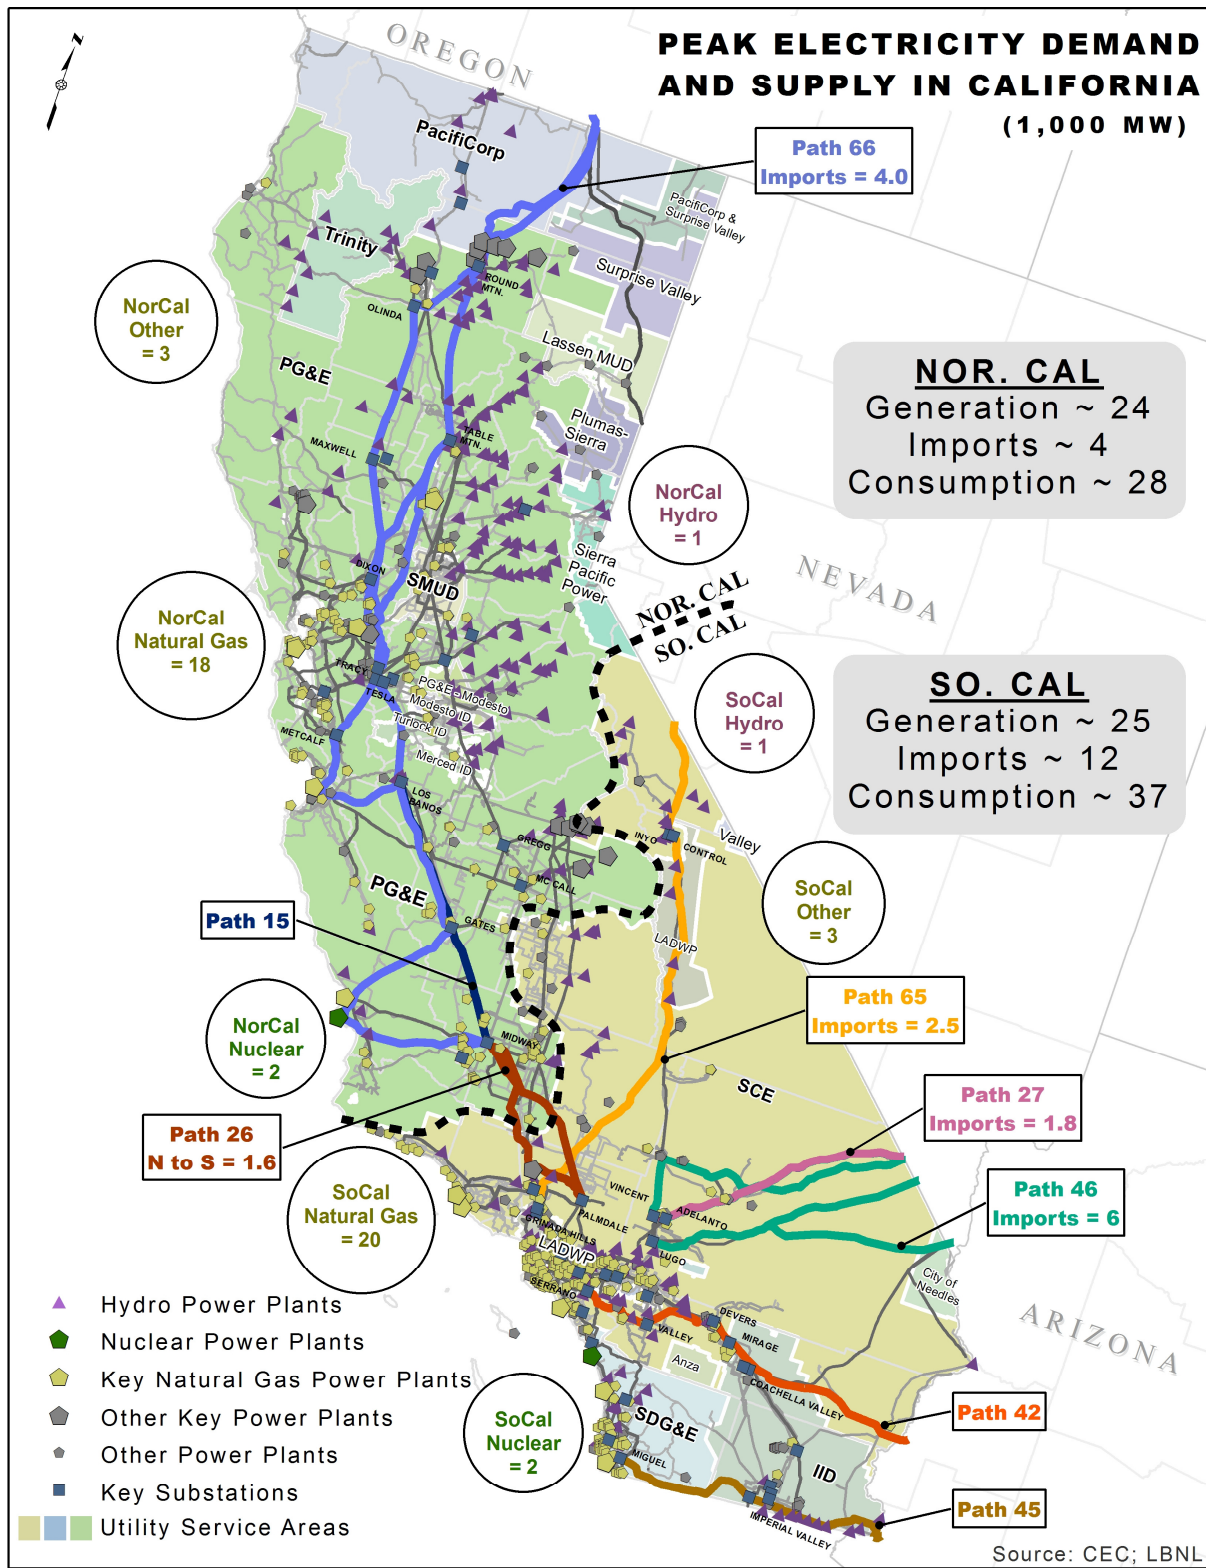 PEAK ELECTRICITY DEMAND
AND SUPPLY IN CALIFORNIA
(1,000 MW)
OREGON
PacifiCorp
Path 66
Imports = 4.0
PacifiCorp &
Surprise Valley
Trinity
Surprise Valley
ROUND
MTN.
OLINDA
NorCal
Other
= 3
Lassen MUD
PG&E
NOR. CAL
Generation ~ 24
Imports ~ 4
Consumption ~ 28
Plumas-
Sierra
TABLE
MTN.
MAXWELL
NorCal
Hydro
= 1
Sierra
Pacific
Power
NEVADA
DIXON
SMUD
NOR. CAL
SO. CAL
NorCal
Natural Gas
= 18
TRACY
TESLA
PG&E - Modesto
Modesto ID
Turlock ID
Merced ID
METCALF
SO. CAL
Generation ~ 25
Imports ~ 12
Consumption ~ 37
SoCal
Hydro
= 1
LOS
BANOS
GREGG
INYO
CONTROL
Valley
MC CALL
PG&E
SoCal
Other
= 3
Path 15
GATES
LADWP
Path 65
Imports = 2.5
NorCal
Nuclear
= 2
MIDWAY
SCE
Path 27
Imports = 1.8
Path 26
N to S = 1.6
SoCal
Natural Gas
= 20
VINCENT
PALMDALE
ADELANTO
Path 46
Imports = 6
GRINADA HILLS
LADWP
LUGO
City of
Needles
SERRANO
DEVERS
VALLEY
MIRAGE
ARIZONA
Anza
COACHELLA VALLEY
Path 42
SoCal
Nuclear
= 2
SDG&E
MIGUEL
IID
Path 45
IMPERIAL VALLEY
Hydro Power Plants
Nuclear Power Plants
Key Natural Gas Power Plants
Other Key Power Plants
Other Power Plants
Key Substations
Utility Service Areas
Source: CEC; LBNL